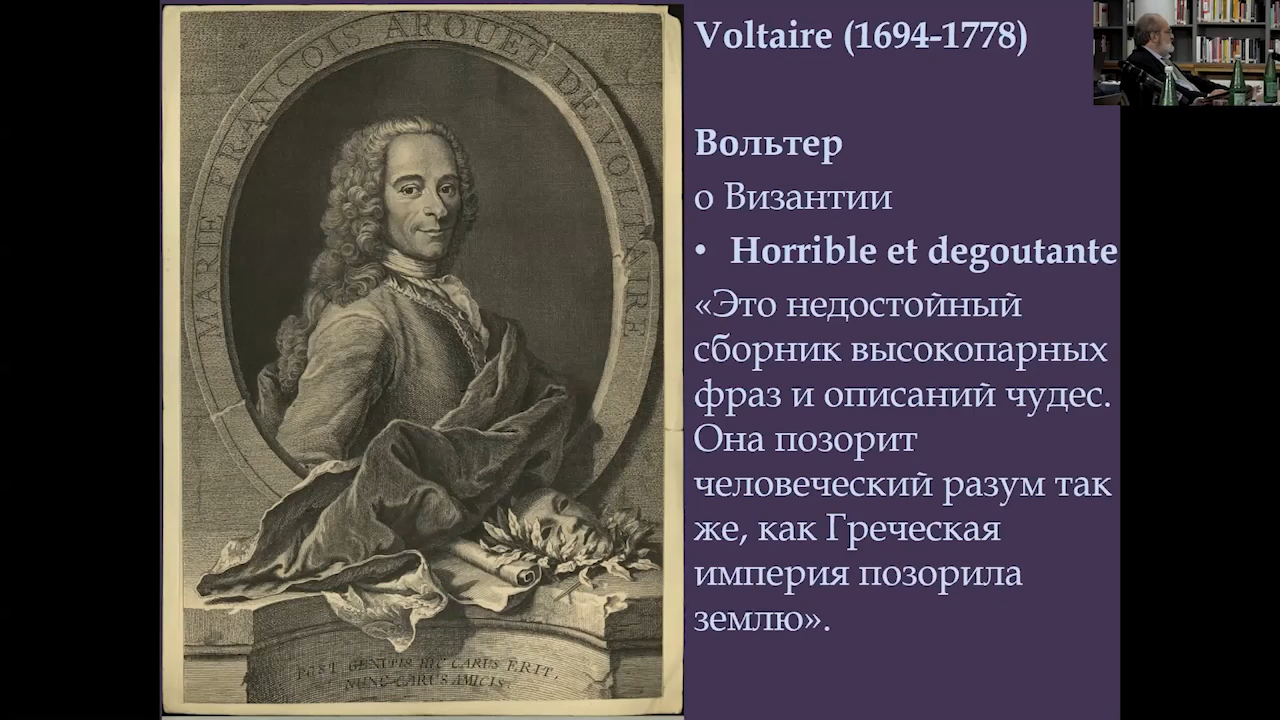 MARIE FRANÇOIS AROUET DE VOLTAIRE
POST GENITIS HIC CARUS ERIT,
NUNC CARUS AMICIS.
Voltaire (1694-1778)
Вольтер
о Византии
• Horrible et degoutante
«Это недостойный
сборник высокопарных
фраз и описаний чудес.
Она позорит
человеческий разум так
же, как Греческая
империя позорила
землю».